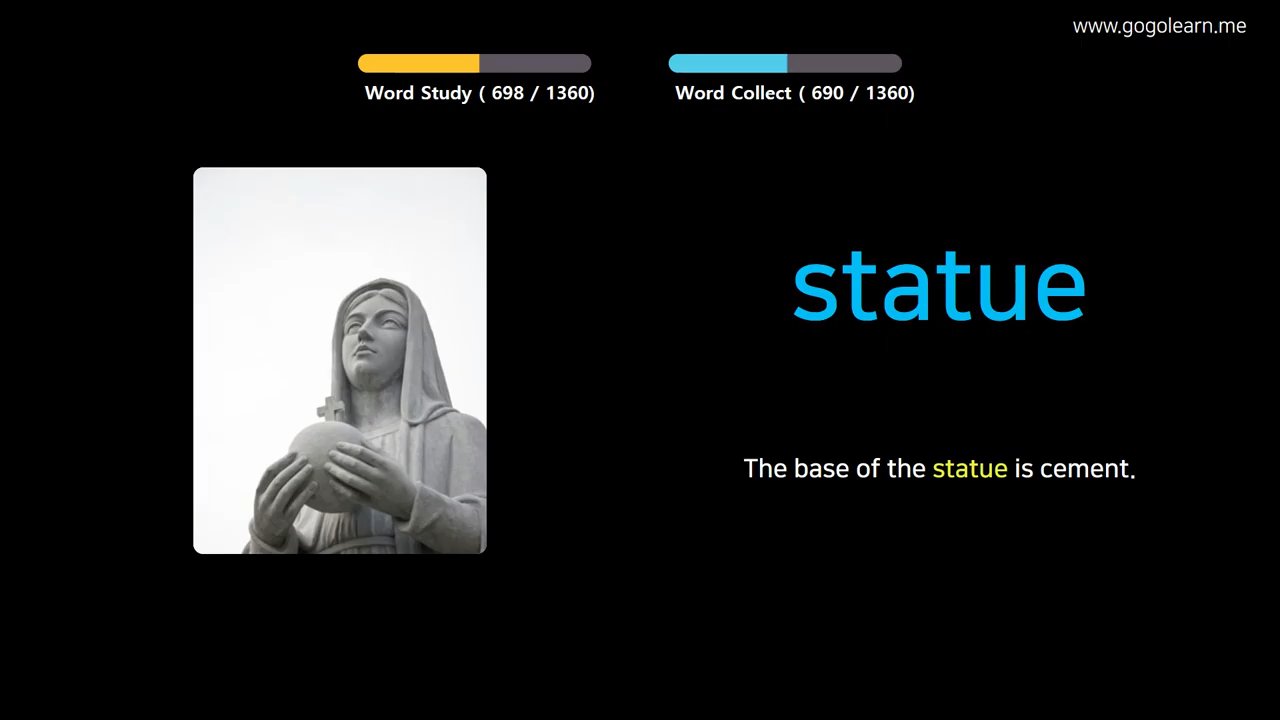 www.gogolearn.me
Word Study ( 698 / 1360)
Word Collect ( 690 / 1360)
statue
The base of the statue is cement.